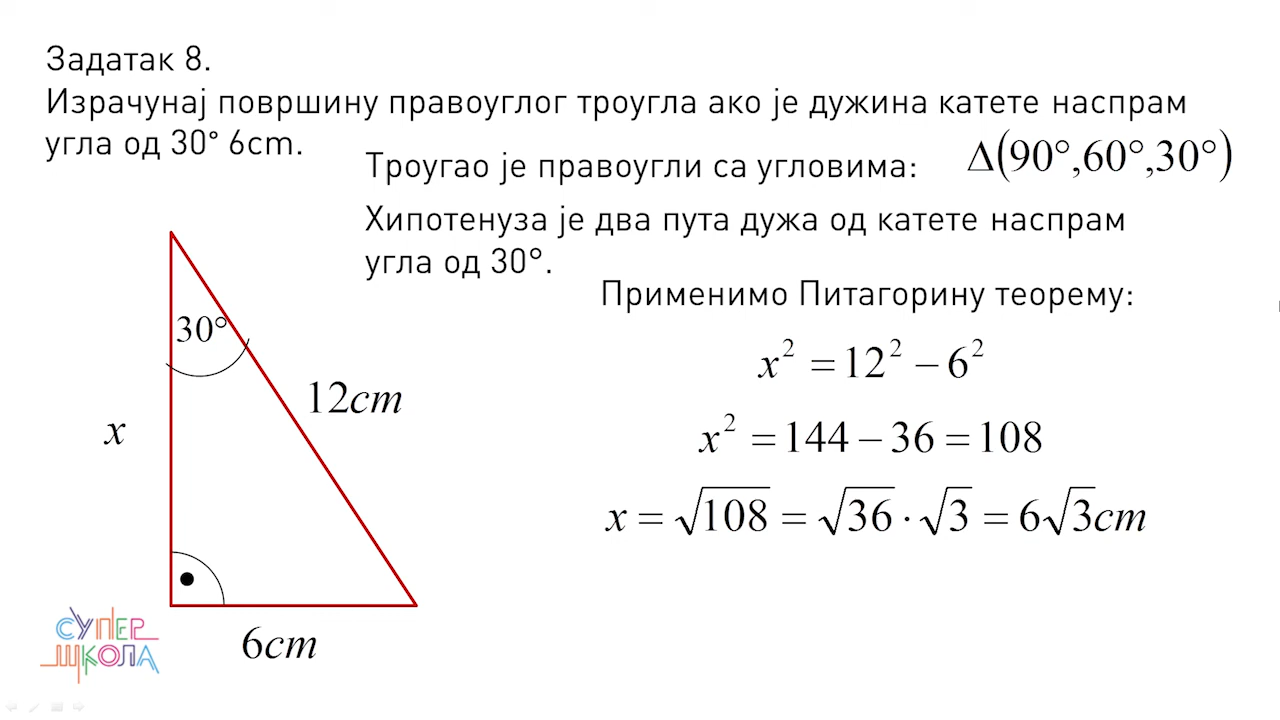 Задатак 8.
Израчунај површину правоуглог троугла ако је дужина катете наспрам
угла од 30° 6cm.
Троугао је правоугли са угловима: Δ(90°,60°,30°)
Хипотенуза је два пута дужа од катете наспрам
угла од 30°.
Применимо Питагорину теорему:
30°
x² = 12² − 6²
12cm
x
x² = 144 − 36 = 108
x = √108 = √36 · √3 = 6√3cm
6cm
СУПЕР
ШКОЛА